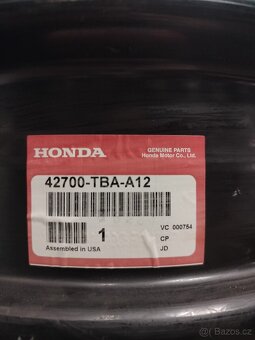 HONDA
GENUINE PARTS
Honda Motor Co., Ltd.
42700-TBA-A12
1
Assembled in USA
VC 000754
CP
JD
Bazos.cz